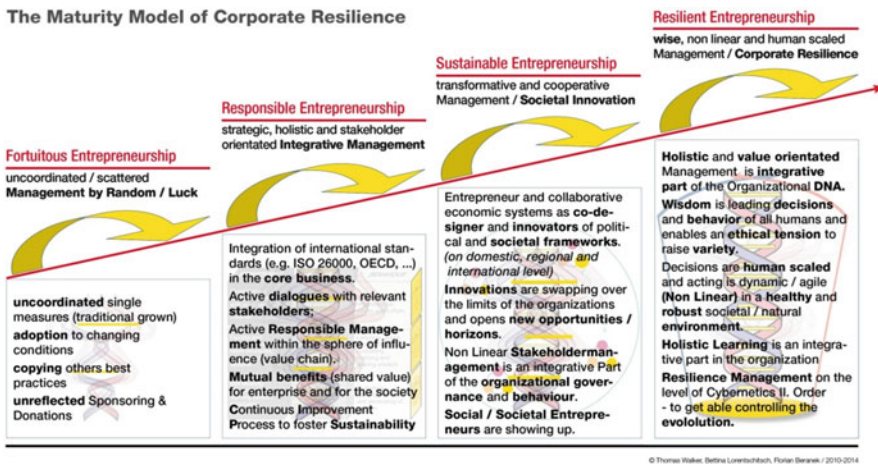 The Maturity Model of Corporate Resilience
Fortuitous Entrepreneurship
uncoordinated / scattered
Management by Random / Luck
uncoordinated single
measures (traditional grown)
adoption to changing
conditions
copying others best
practices
unreflected Sponsoring &
Donations
Responsible Entrepreneurship
strategic, holistic and stakeholder
orientated Integrative Management
Integration of international stan-
dards (e.g. ISO 26000, OECD, ...)
in the core business.
Active dialogues with relevant
stakeholders;
Active Responsible Manage-
ment within the sphere of influ-
ence (value chain).
Mutual benefits (shared value)
for enterprise and for the society
Continuous Improvement
Process to foster Sustainability
Sustainable Entrepreneurship
transformative and cooperative
Management / Societal Innovation
Entrepreneur and collaborative
economic systems as co-de-
signer and innovators of politi-
cal and societal frameworks.
(on domestic, regional and
international level)
Innovations are swapping over
the limits of the organizations
and opens new opportunities /
horizons.
Non Linear Stakeholderman-
agement is an integrative Part
of the organizational gover-
nance and behaviour.
Social / Societal Entrepre-
neurs are showing up.
Resilient Entrepreneurship
wise, non linear and human scaled
Management / Corporate Resilience
Holistic and value orientated
Management is integrative
part of the Organizational DNA.
Wisdom is leading decisions
and behavior of all humans and
enables an ethical tension to
raise variety.
Decisions are human scaled
and acting is dynamic / agile
(Non Linear) in a healthy and
robust societal / natural
environment.
Holistic Learning is an integra-
tive part in the organization
Resilience Management on the
level of Cybernetics II. Order
- to get able controlling the
evololution.
© Thomas Walker, Bettina Lorentschitsch, Florian Beranek / 2010-2014